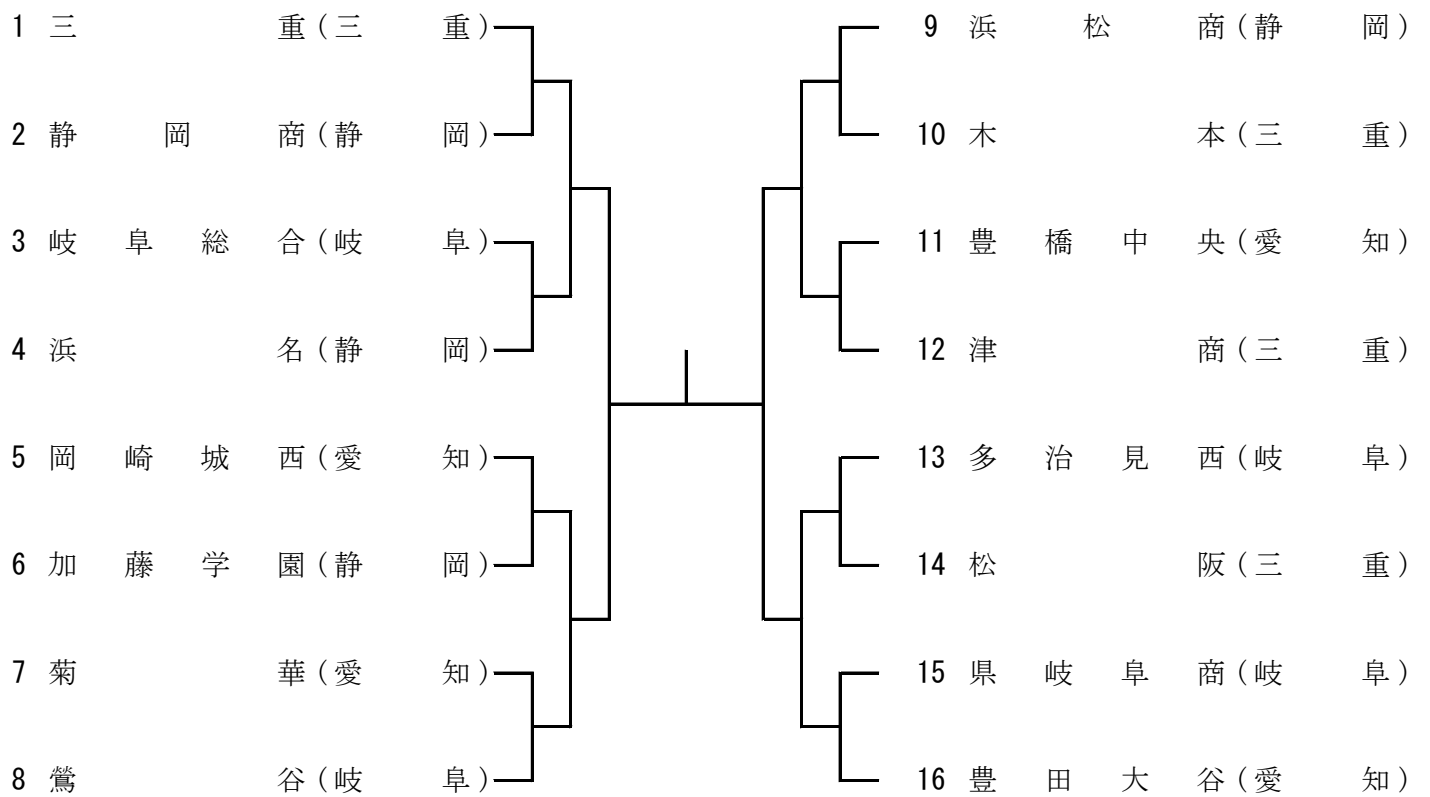 1 三重(三重)
2 静岡商(静岡)
3 岐阜総合(岐阜)
4 浜名(静岡)
5 岡崎城西(愛知)
6 加藤学園(静岡)
7 菊華(愛知)
8 鶯谷(岐阜)
9 浜松商(静岡)
10 木本(三重)
11 豊橋中央(愛知)
12 津商(三重)
13 多治見西(岐阜)
14 松阪(三重)
15 県岐阜商(岐阜)
16 豊田大谷(愛知)